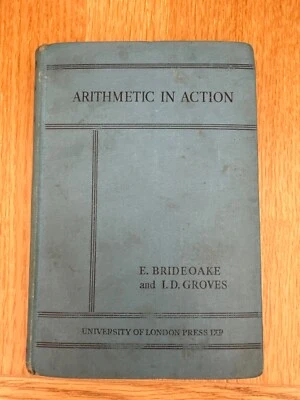 ARITHMETIC IN ACTION
E. BRIDEOAKE
and I. D. GROVES
UNIVERSITY OF LONDON PRESS LTD